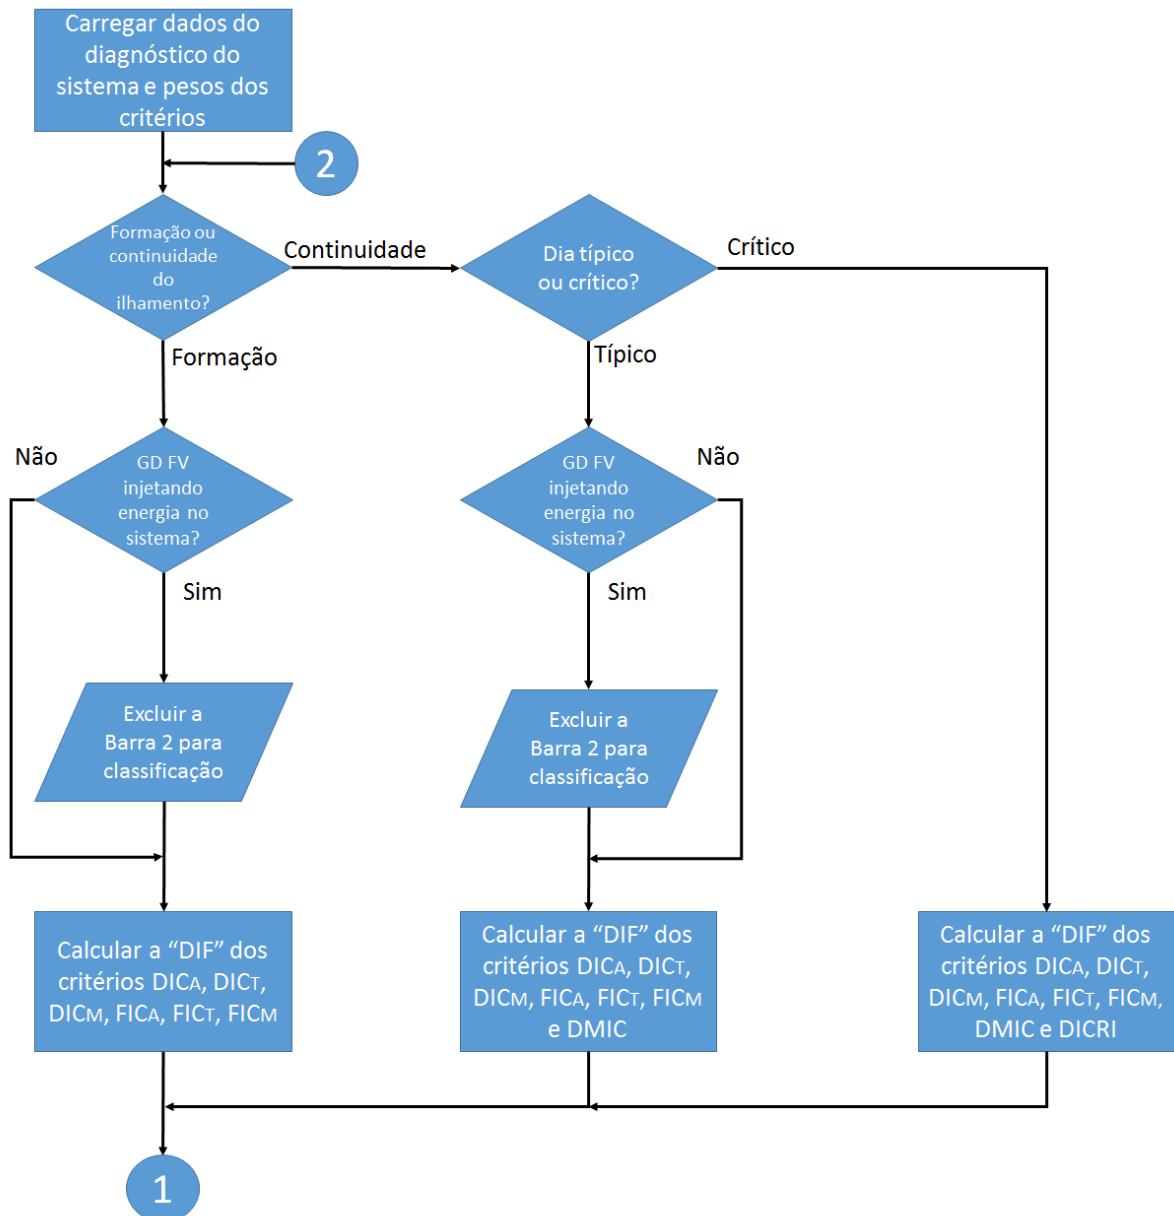 Carregar dados do
diagnóstico do
sistema e pesos dos
critérios
2
Formação ou
continuidade
do
ilhamento?
Continuidade
Dia típico
ou crítico?
Crítico
Formação
Típico
Não
GD FV
injetando
energia no
sistema?
Sim
GD FV
injetando
energia no
sistema?
Não
Sim
Excluir a
Barra 2 para
classificação
Excluir a
Barra 2 para
classificação
Calcular a “DIF” dos
critérios DICA, DICT,
DICM, FICA, FICT, FICM
Calcular a “DIF” dos
critérios DICA, DICT,
DICM, FICA, FICT, FICM
e DMIC
Calcular a “DIF” dos
critérios DICA, DICT,
DICM, FICA, FICT, FICM,
DMIC e DICRI
1